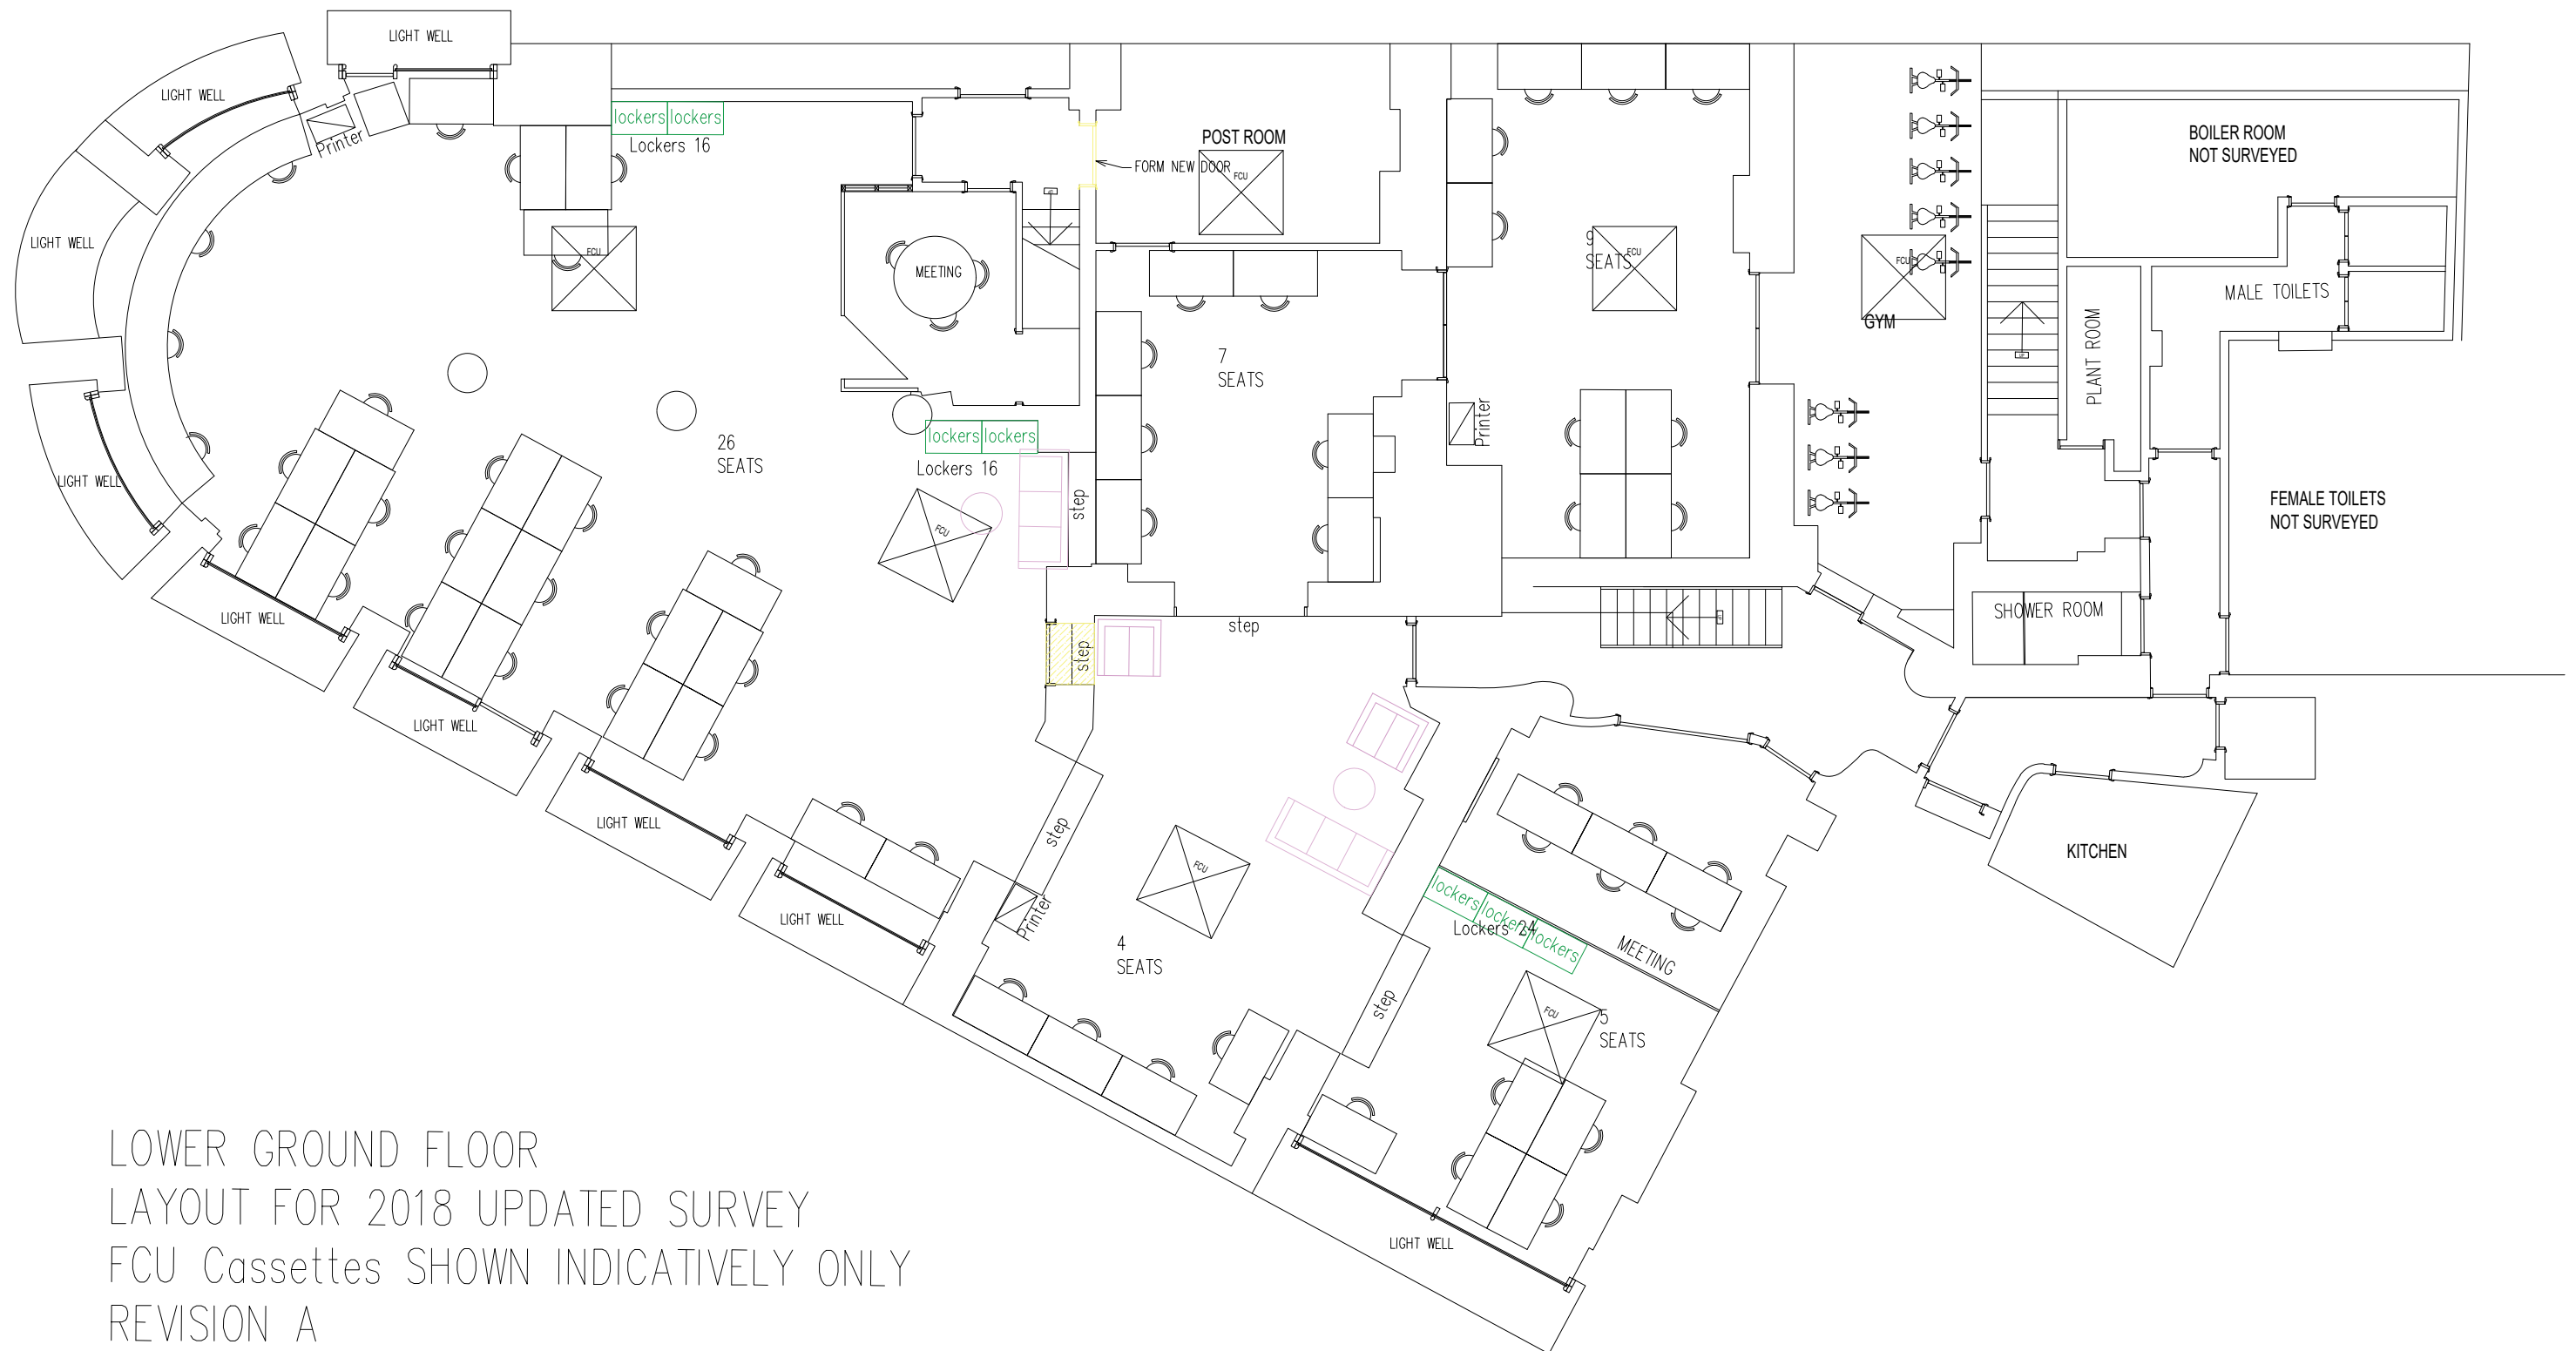 LIGHT WELL
LIGHT WELL
LIGHT WELL
LIGHT WELL
LIGHT WELL
LIGHT WELL
LIGHT WELL
LIGHT WELL
LIGHT WELL
Printer
lockers lockers
Lockers 16
FCU
MEETING
FORM NEW DOOR
POST ROOM
FCU
26
SEATS
lockers lockers
Lockers 16
FCU
step
step
step
step
7
SEATS
9
SEATS
FCU
Printer
GYM
FCU
BOILER ROOM
NOT SURVEYED
MALE TOILETS
PLANT ROOM
FEMALE TOILETS
NOT SURVEYED
SHOWER ROOM
KITCHEN
FCU
Printer
4
SEATS
step
lockers lockers lockers
Lockers 24
MEETING
FCU
5
SEATS
LOWER GROUND FLOOR
LAYOUT FOR 2018 UPDATED SURVEY
FCU Cassettes SHOWN INDICATIVELY ONLY
REVISION A